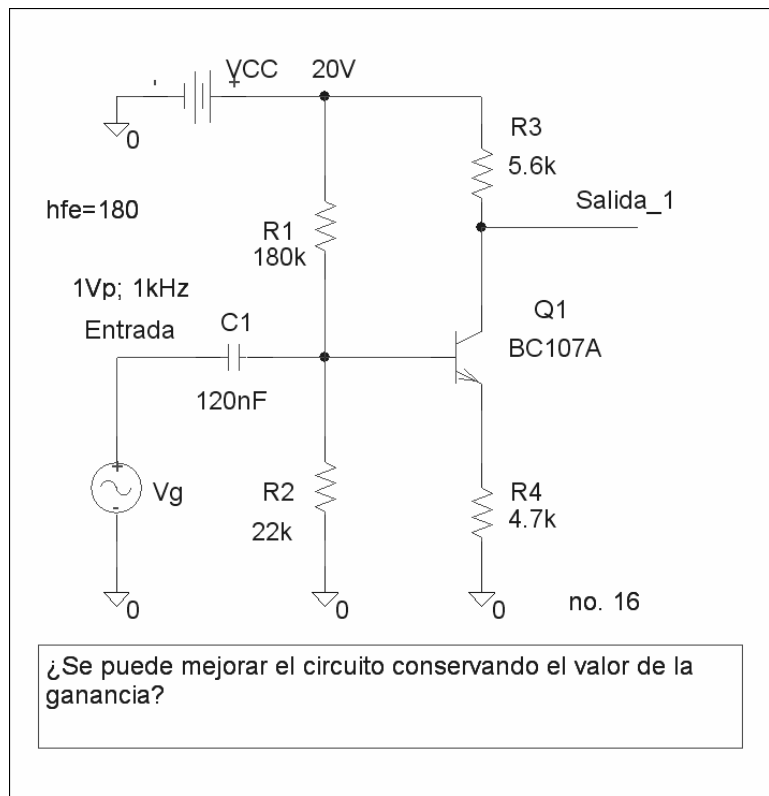 VCC 20V
0
R3
5.6k
hfe=180
Salida_1
R1
180k
1Vp; 1kHz
Entrada
C1
Q1
BC107A
120nF
Vg
R2
22k
R4
4.7k
0
0
0
no. 16
¿Se puede mejorar el circuito conservando el valor de la
ganancia?